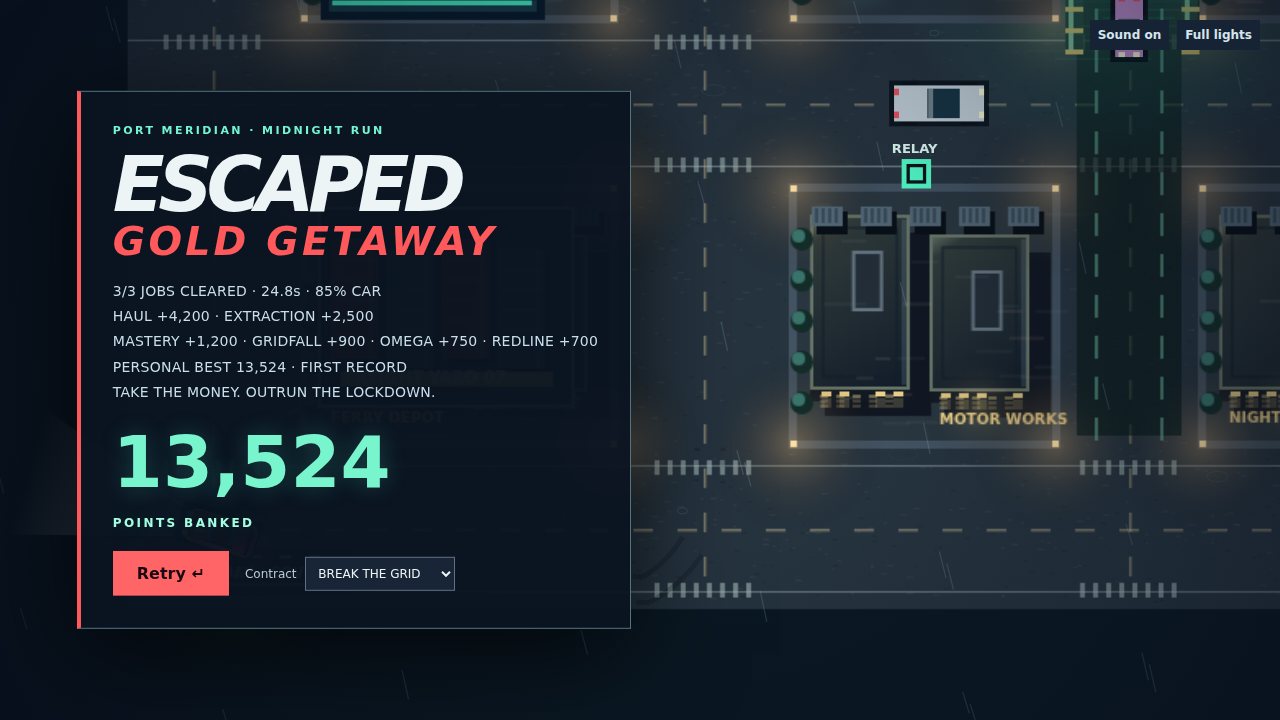 Sound on
Full lights
PORT MERIDIAN · MIDNIGHT RUN
ESCAPED
GOLD GETAWAY
3/3 JOBS CLEARED · 24.8s · 85% CAR
HAUL +4,200 · EXTRACTION +2,500
MASTERY +1,200 · GRIDFALL +900 · OMEGA +750 · REDLINE +700
PERSONAL BEST 13,524 · FIRST RECORD
TAKE THE MONEY. OUTRUN THE LOCKDOWN.
13,524
POINTS BANKED
Retry ↵
Contract
BREAK THE GRID
RELAY
FERRY DEPOT
MOTOR WORKS
NIGHT